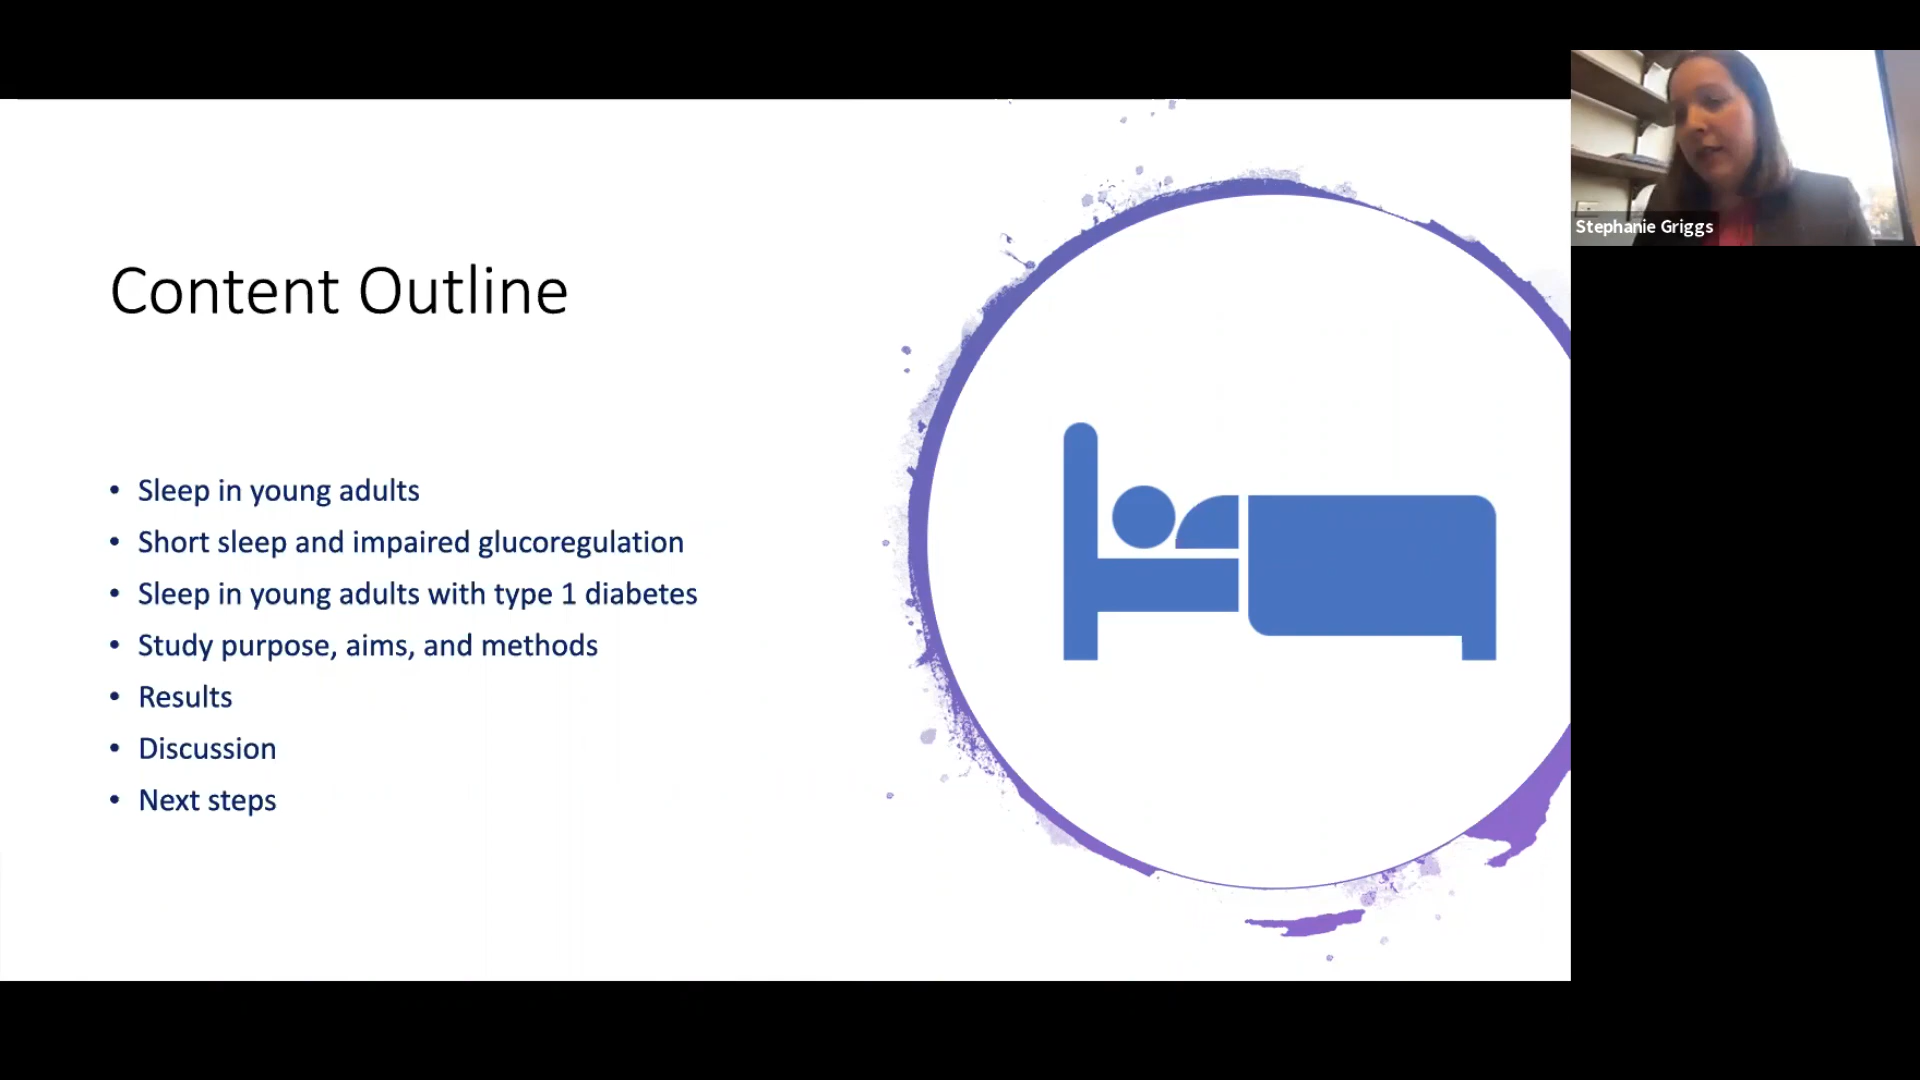 Content Outline
• Sleep in young adults
• Short sleep and impaired glucoregulation
• Sleep in young adults with type 1 diabetes
• Study purpose, aims, and methods
• Results
• Discussion
• Next steps
Stephanie Griggs